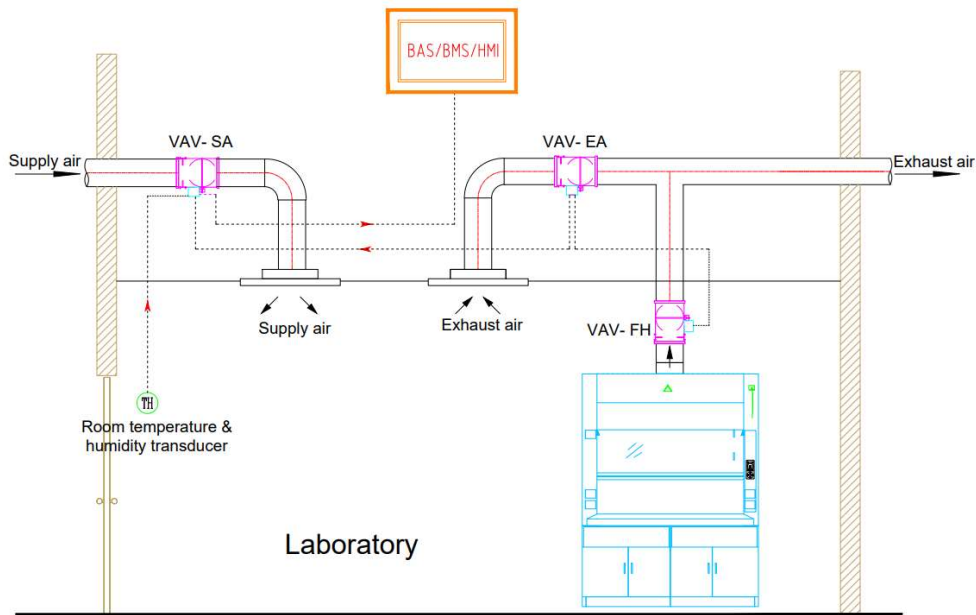 BAS/BMS/HMI
VAV- SA
VAV- EA
Supply air
Exhaust air
Supply air
Exhaust air
VAV- FH
TH
Room temperature &
humidity transducer
Laboratory